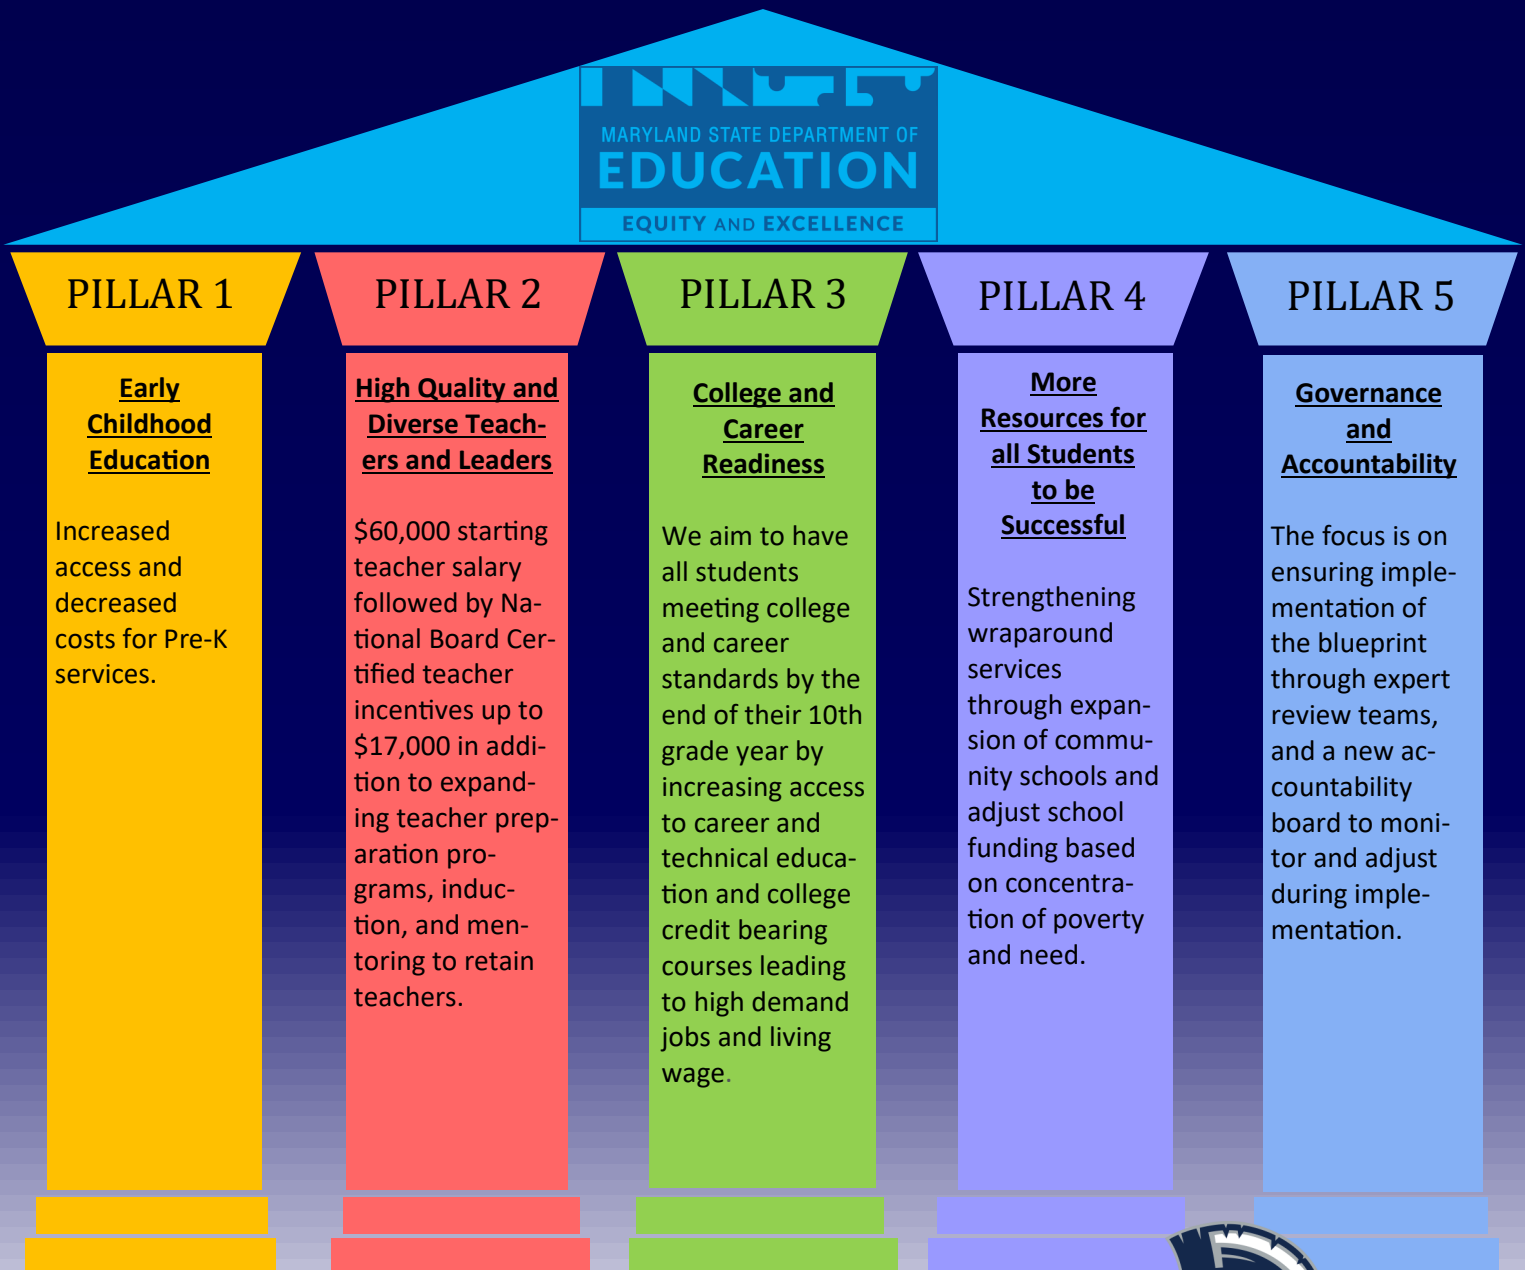 MARYLAND STATE DEPARTMENT OF
EDUCATION
EQUITY AND EXCELLENCE
PILLAR 1
Early
Childhood
Education
Increased
access and
decreased
costs for Pre-K
services.
PILLAR 2
High Quality and
Diverse Teach-
ers and Leaders
$60,000 starting
teacher salary
followed by Na-
tional Board Cer-
tified teacher
incentives up to
$17,000 in addi-
tion to expand-
ing teacher prep-
aration pro-
grams, induc-
tion, and men-
toring to retain
teachers.
PILLAR 3
College and
Career
Readiness
We aim to have
all students
meeting college
and career
standards by the
end of their 10th
grade year by
increasing access
to career and
technical educa-
tion and college
credit bearing
courses leading
to high demand
jobs and living
wage.
PILLAR 4
More
Resources for
all Students
to be
Successful
Strengthening
wraparound
services
through expan-
sion of commu-
nity schools and
adjust school
funding based
on concentra-
tion of poverty
and need.
PILLAR 5
Governance
and
Accountability
The focus is on
ensuring imple-
mentation of
the blueprint
through expert
review teams,
and a new ac-
countability
board to moni-
tor and adjust
during imple-
mentation.